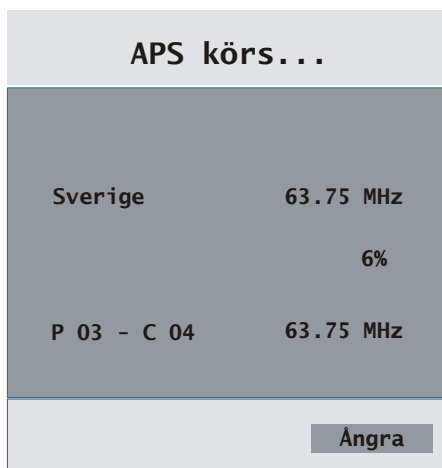 APS körs...
Sverige 63.75 MHz
6%
P 03 - C 04 63.75 MHz
Ångra